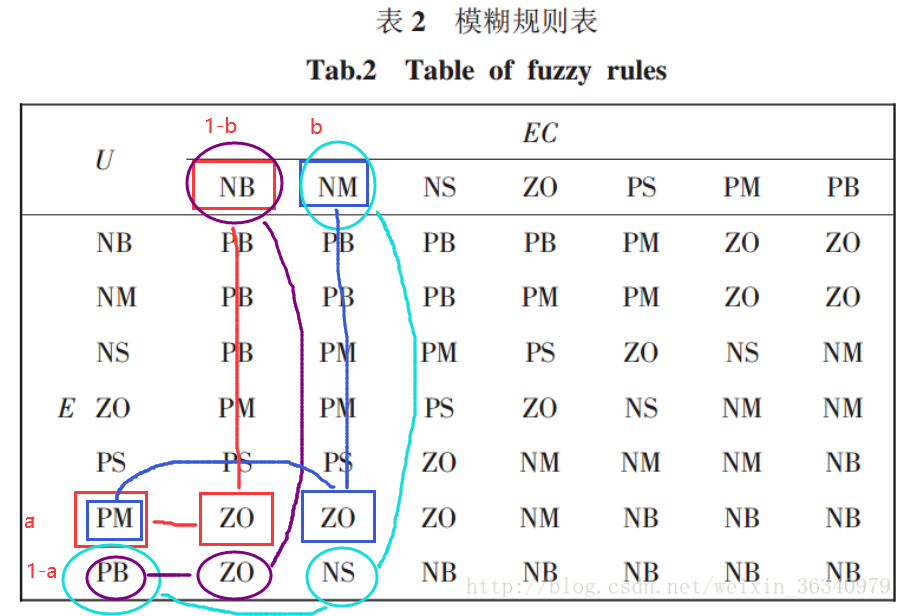 表 2 模糊规则表
Tab.2 Table of fuzzy rules
1-b b EC
U
NB NM NS ZO PS PM PB
NB PB PB PB PB PM ZO ZO
NM PB PB PB PM PM ZO ZO
NS PB PM PM PS ZO NS NM
E ZO PM PM PS ZO NS NM NM
PS PS PS ZO NM NM NM NB
a PM ZO ZO ZO NM NB NB NB
1-a PB ZO NS NB NB NB NB NB
http://blog.csdn.net/weixin_36340979